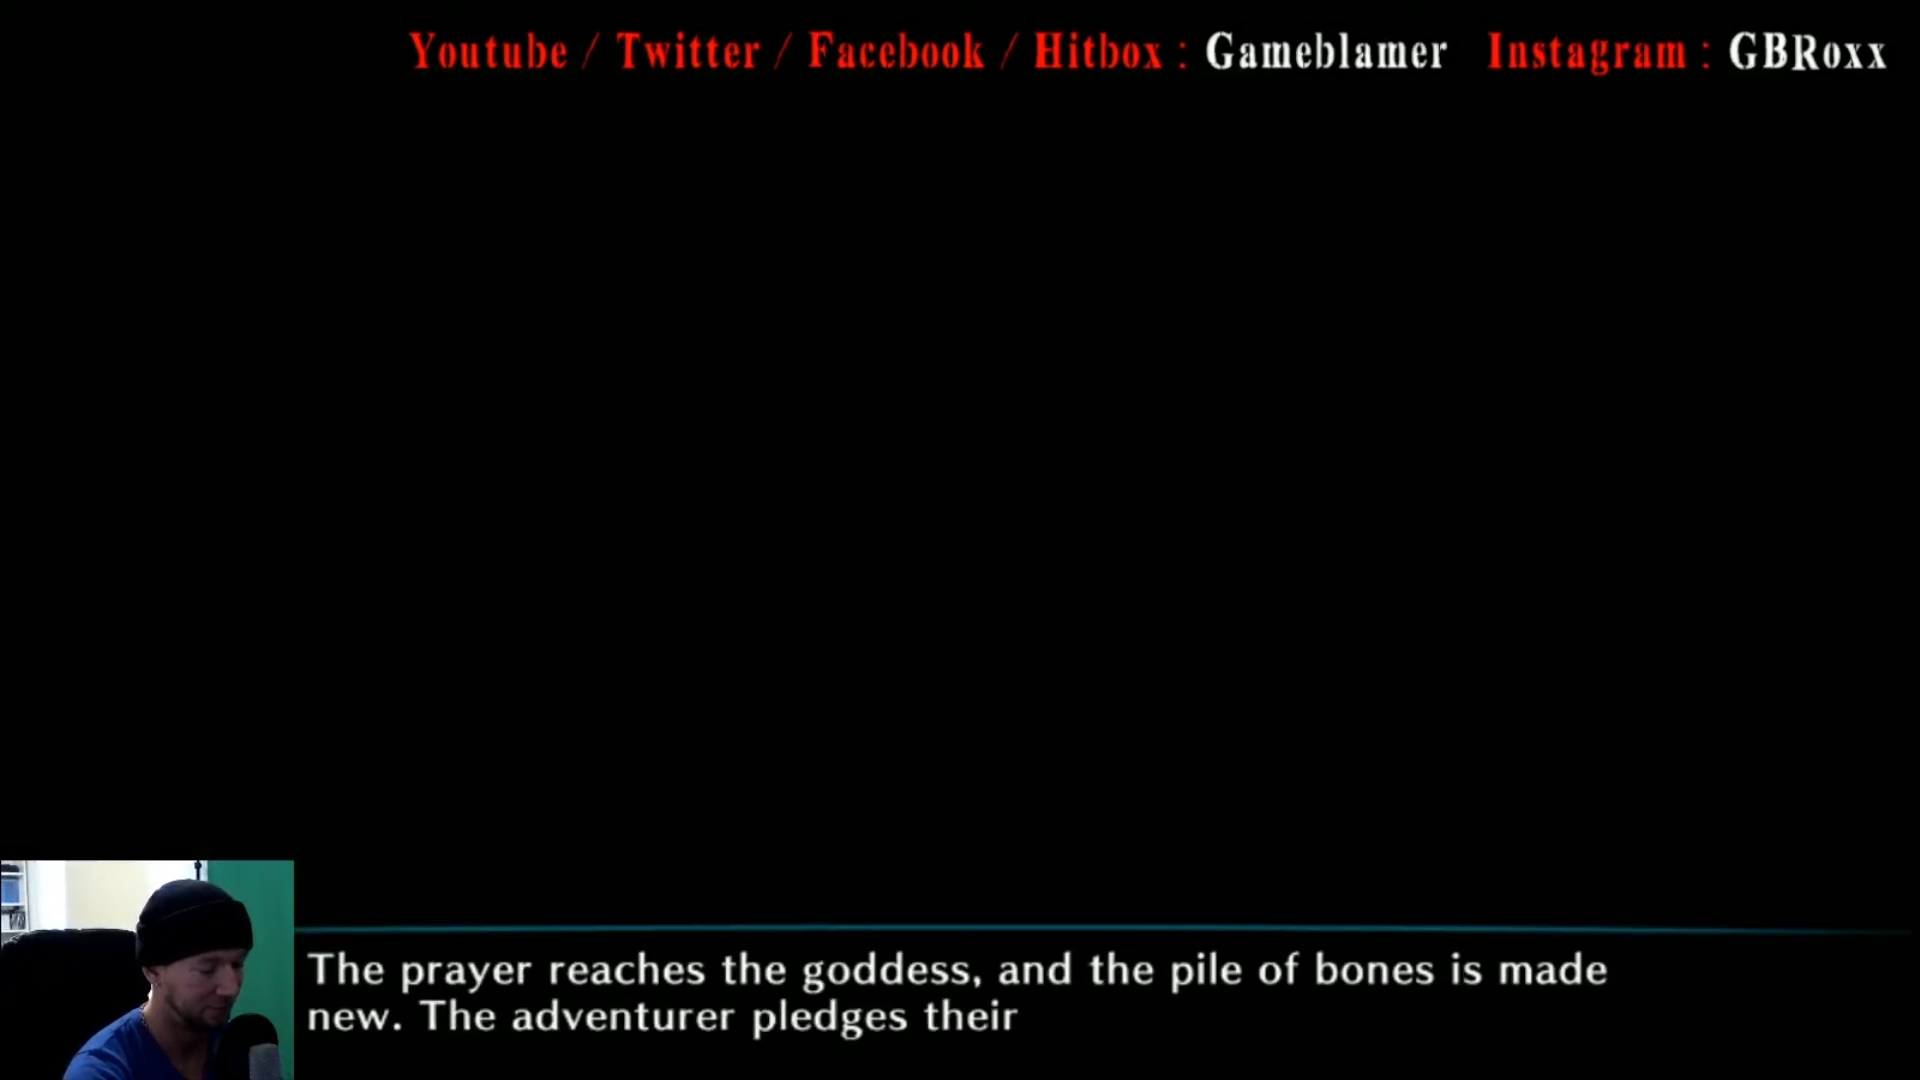 Youtube / Twitter / Facebook / Hitbox : Gameblamer Instagram : GBRoxx
The prayer reaches the goddess, and the pile of bones is made
new. The adventurer pledges their